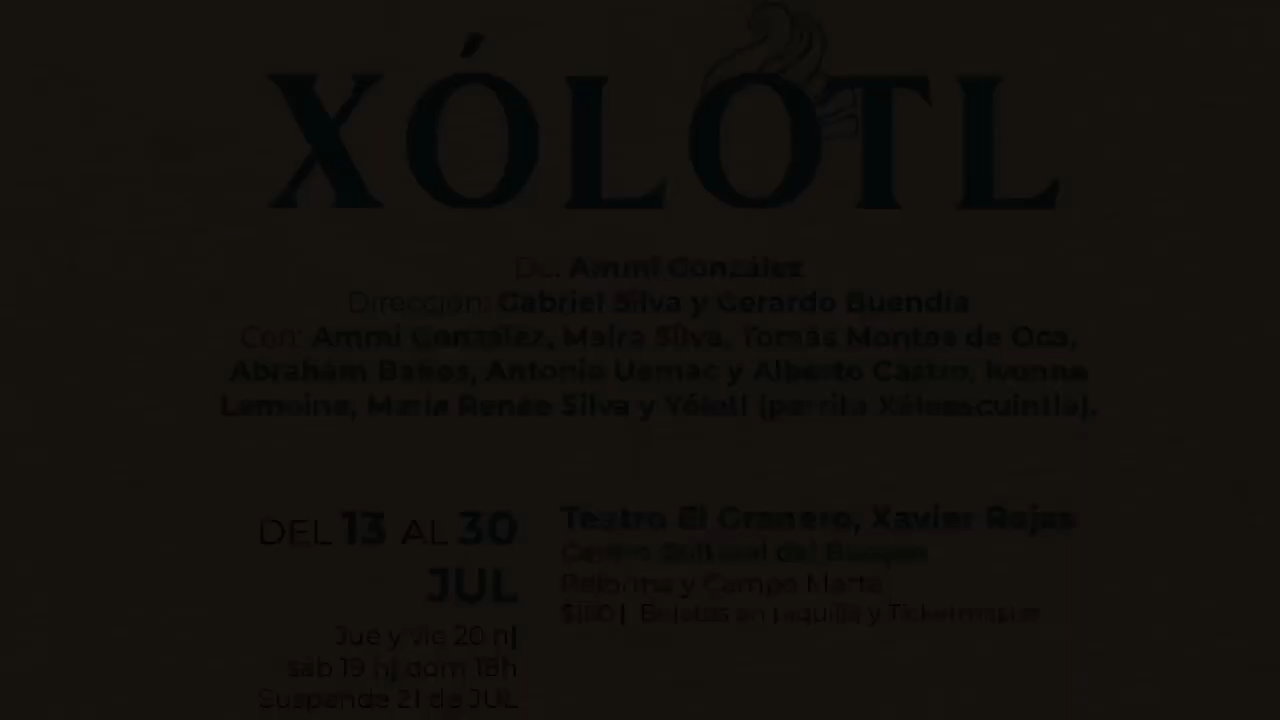 XÓLOTL
De: Ammi González
Dirección: Gabriel Silva y Gerardo Buendía
Con: Ammi González, Maira Silva, Tomás Montes de Oca,
Abraham Baños, Antonio Uemac y Alberto Castro, Ivonne
Lemoine, María Renée Silva y Yólotl (perrita Xóloescuintle).
DEL 13 AL 30
JUL
Jue y vie 20 h|
sáb 19 h| dom 18h
Suspende 21 de JUL
Teatro El Granero, Xavier Rojas
Centro Cultural del Bosque
Reforma y Campo Marte
| Boletos en taquilla y Ticketmaster